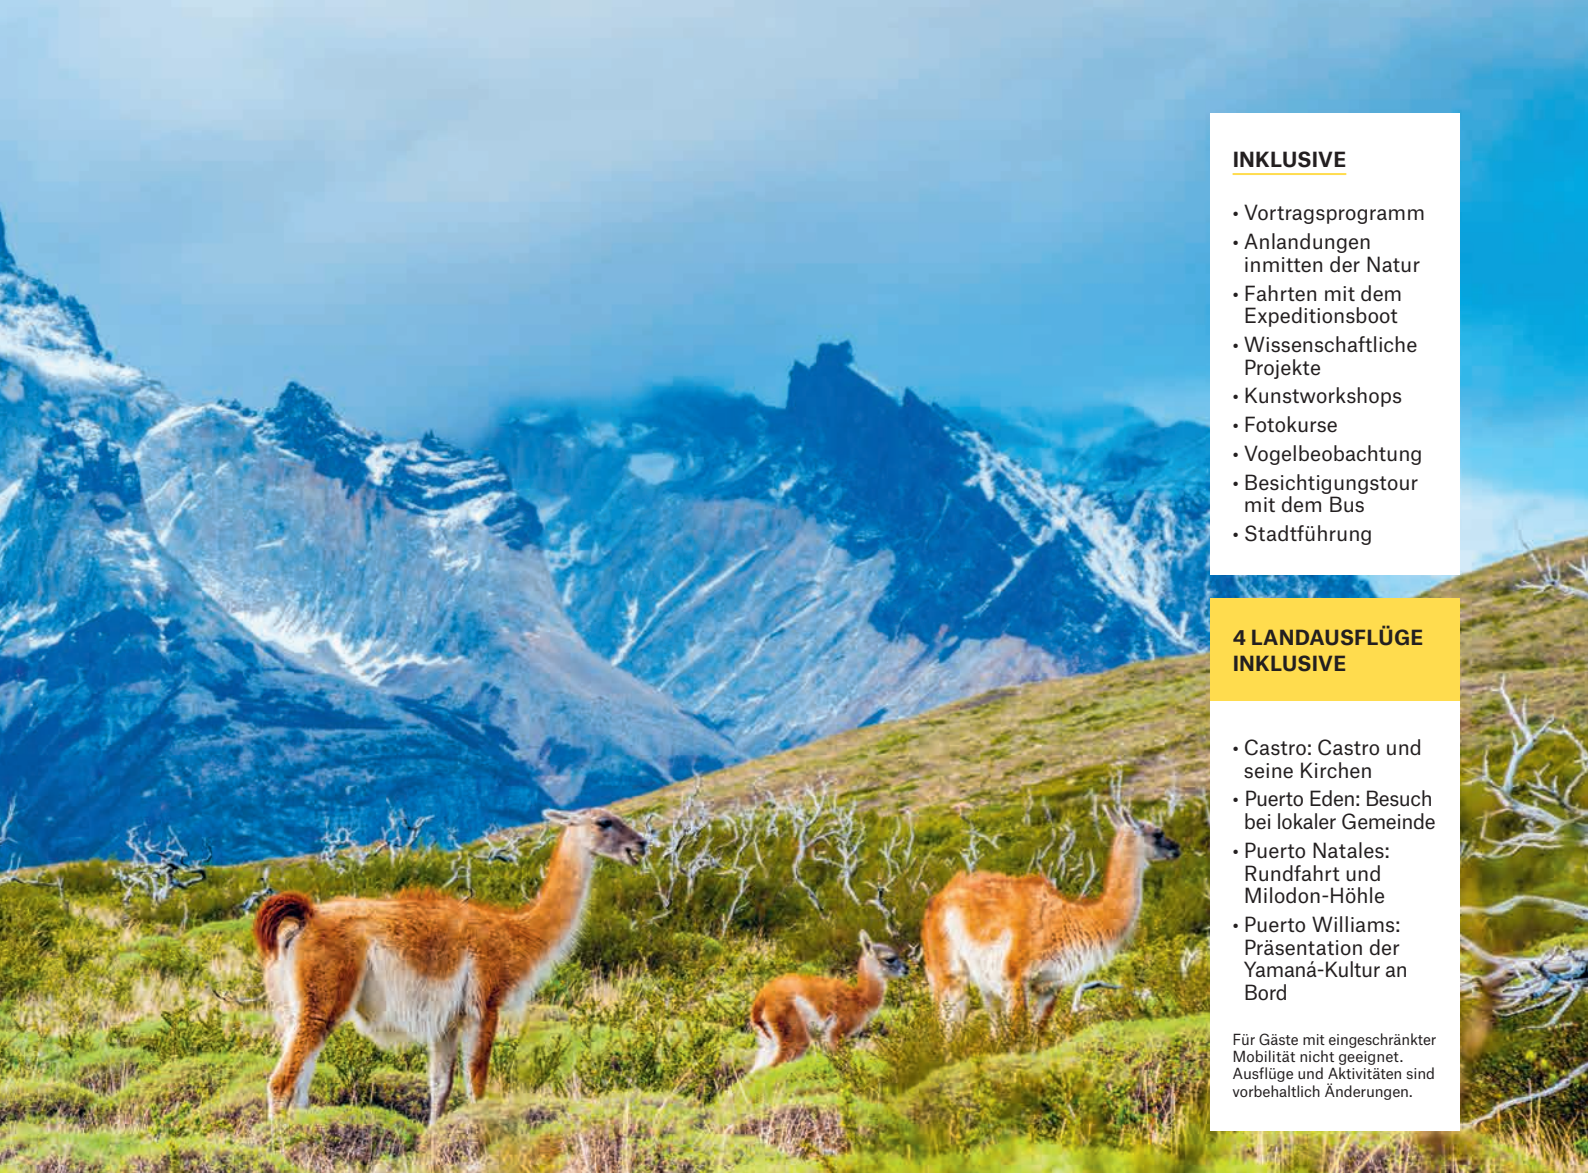 INKLUSIVE
• Vortragsprogramm
• Anlandungen
inmitten der Natur
• Fahrten mit dem
Expeditionsboot
• Wissenschaftliche
Projekte
• Kunstworkshops
• Fotokurse
• Vogelbeobachtung
• Besichtigungstour
mit dem Bus
• Stadtführung
4 LANDAUSFLÜGE
INKLUSIVE
• Castro: Castro und
seine Kirchen
• Puerto Eden: Besuch
bei lokaler Gemeinde
• Puerto Natales:
Rundfahrt und
Milodon-Höhle
• Puerto Williams:
Präsentation der
Yamaná-Kultur an
Bord
Für Gäste mit eingeschränkter
Mobilität nicht geeignet.
Ausflüge und Aktivitäten sind
vorbehaltlich Änderungen.